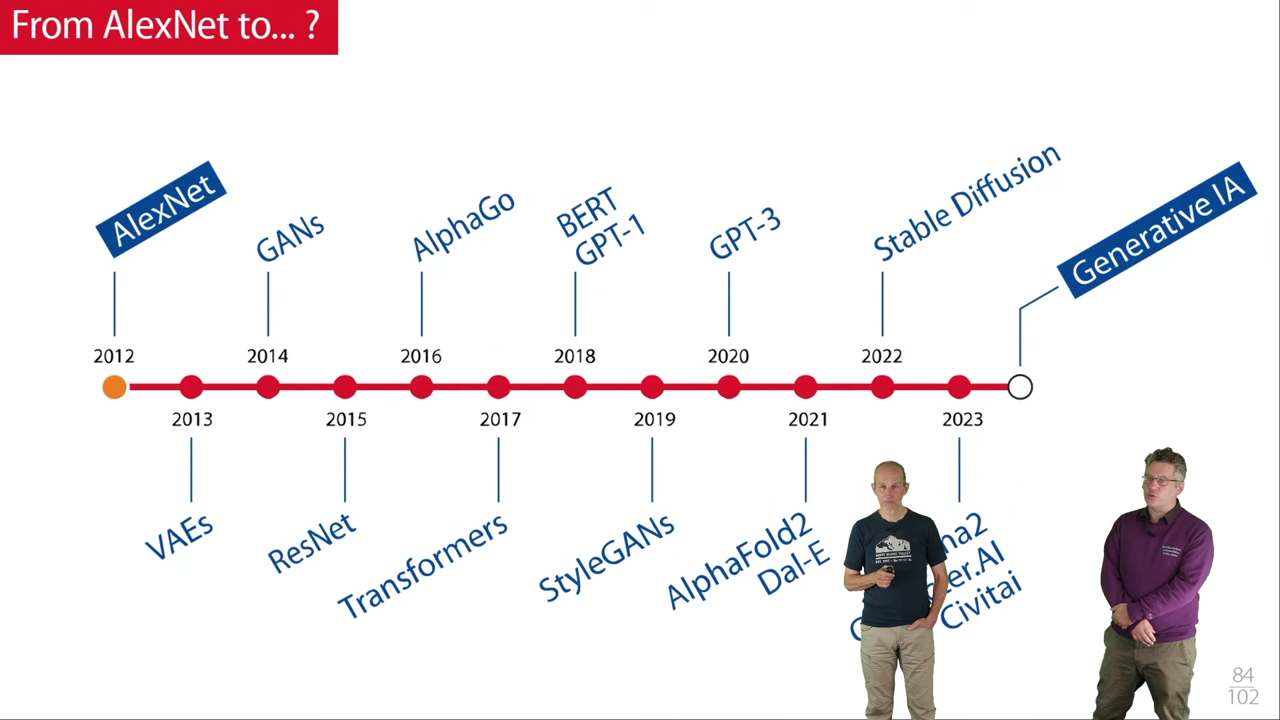 From AlexNet to... ?
AlexNet
GANs
AlphaGo
BERT
GPT-1
GPT-3
Stable Diffusion
Generative IA
2012
2014
2016
2018
2020
2022
2013
2015
2017
2019
2021
2023
VAEs
ResNet
Transformers
StyleGANs
AlphaFold2
Dal-E
Civitai
84
102